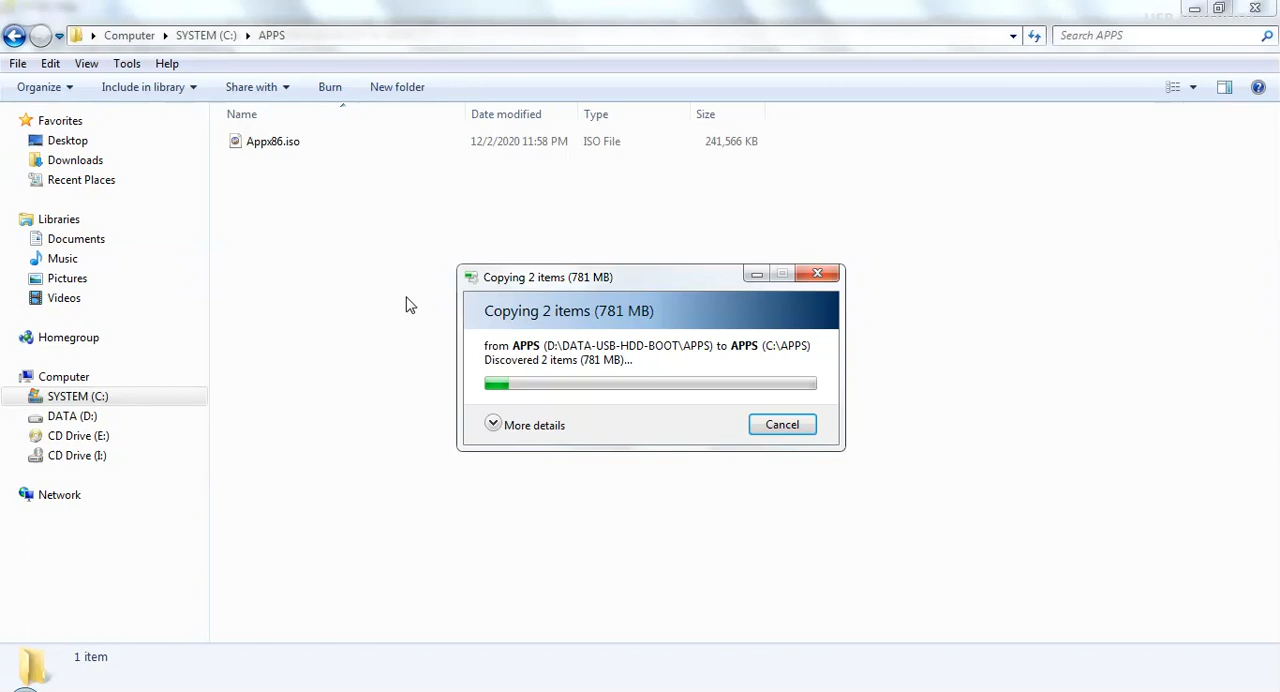 Computer SYSTEM (C:) APPS Search APPS
File Edit View Tools Help
Organize Include in library Share with Burn New folder
Name Date modified Type Size
Appx86.iso 12/2/2020 11:58 PM ISO File 241,566 KB
Favorites
Desktop
Downloads
Recent Places
Libraries
Documents
Music
Pictures
Videos
Homegroup
Computer
SYSTEM (C:)
DATA (D:)
CD Drive (E:)
CD Drive (I:)
Network
Copying 2 items (781 MB)
Copying 2 items (781 MB)
from APPS (D:\DATA-USB-HDD-BOOT\APPS) to APPS (C:\APPS)
Discovered 2 items (781 MB)...
More details Cancel
1 item